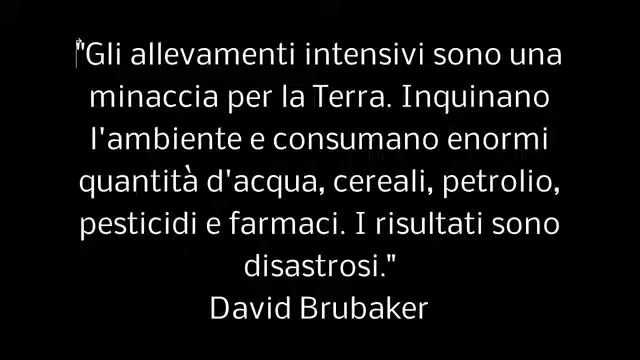 "Gli allevamenti intensivi sono una
minaccia per la Terra. Inquinano
l'ambiente e consumano enormi
quantità d'acqua, cereali, petrolio,
pesticidi e farmaci. I risultati sono
disastrosi."
David Brubaker